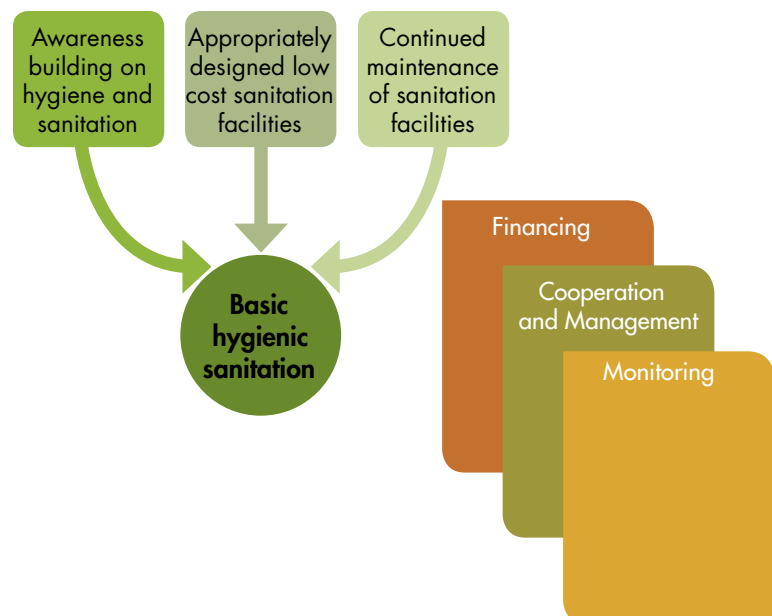 Awareness
building on
hygiene and
sanitation
Appropriately
designed low
cost sanitation
facilities
Continued
maintenance
of sanitation
facilities
Basic
hygienic
sanitation
Financing
Cooperation
and Management
Monitoring